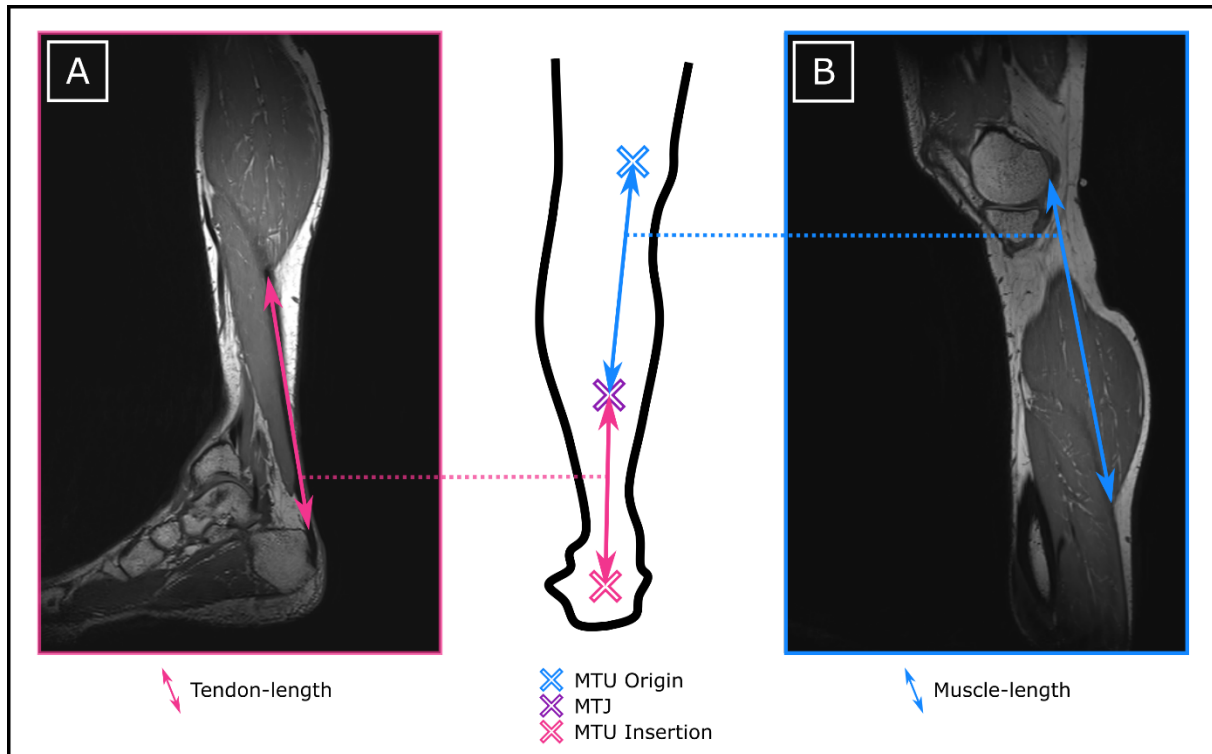 A
B
Tendon-length
MTU Origin
MTJ
MTU Insertion
Muscle-length